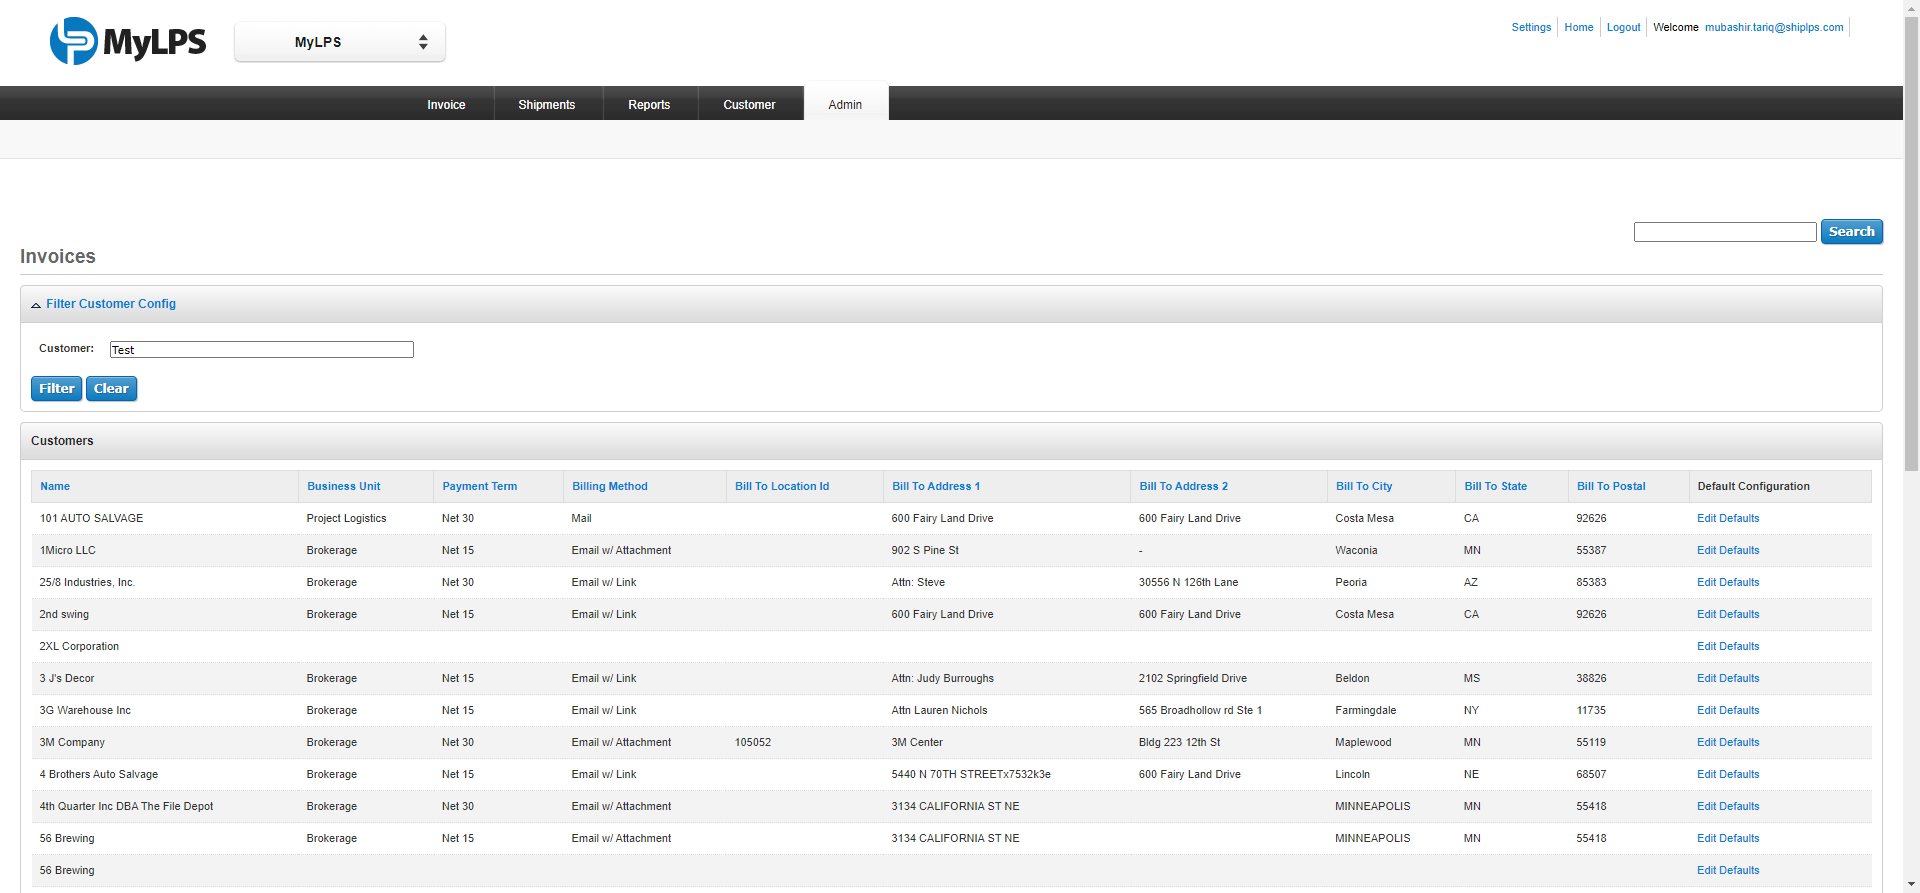 MyLPS
MyLPS
Settings Home Logout Welcome mubashir.tariq@shiplps.com
Invoice Shipments Reports Customer Admin
Search
Invoices
Filter Customer Config
Customer: Test
Filter Clear
Customers
Name Business Unit Payment Term Billing Method Bill To Location Id Bill To Address 1 Bill To Address 2 Bill To City Bill To State Bill To Postal Default Configuration
101 AUTO SALVAGE Project Logistics Net 30 Mail 600 Fairy Land Drive 600 Fairy Land Drive Costa Mesa CA 92626 Edit Defaults
1Micro LLC Brokerage Net 15 Email w/ Attachment 902 S Pine St - Waconia MN 55387 Edit Defaults
25/8 Industries, Inc. Brokerage Net 30 Email w/ Link Attn: Steve 30556 N 126th Lane Peoria AZ 85383 Edit Defaults
2nd swing Brokerage Net 15 Email w/ Link 600 Fairy Land Drive 600 Fairy Land Drive Costa Mesa CA 92626 Edit Defaults
2XL Corporation Edit Defaults
3 J's Decor Brokerage Net 15 Email w/ Link Attn: Judy Burroughs 2102 Springfield Drive Beldon MS 38826 Edit Defaults
3G Warehouse Inc Brokerage Net 15 Email w/ Link Attn Lauren Nichols 565 Broadhollow rd Ste 1 Farmingdale NY 11735 Edit Defaults
3M Company Brokerage Net 30 Email w/ Attachment 105052 3M Center Bldg 223 12th St Maplewood MN 55119 Edit Defaults
4 Brothers Auto Salvage Brokerage Net 15 Email w/ Link 5440 N 70TH STREETx7532k3e 600 Fairy Land Drive Lincoln NE 68507 Edit Defaults
4th Quarter Inc DBA The File Depot Brokerage Net 30 Email w/ Attachment 3134 CALIFORNIA ST NE MINNEAPOLIS MN 55418 Edit Defaults
56 Brewing Brokerage Net 15 Email w/ Attachment 3134 CALIFORNIA ST NE MINNEAPOLIS MN 55418 Edit Defaults
56 Brewing Edit Defaults